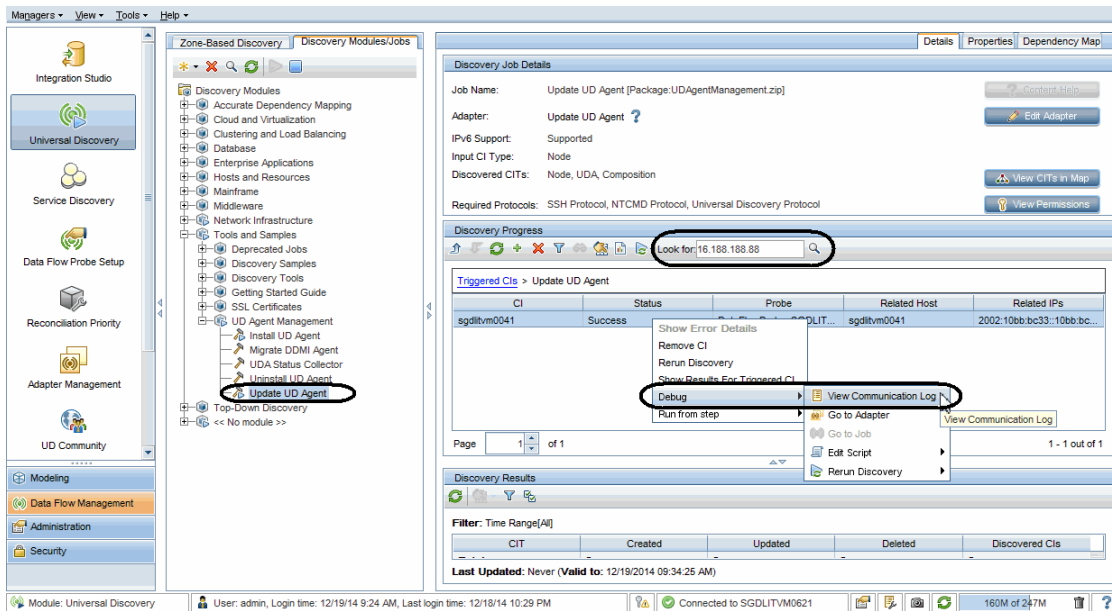 Managers View Tools Help
Integration Studio
Universal Discovery
Service Discovery
Data Flow Probe Setup
Reconciliation Priority
Adapter Management
UD Community
Modeling
Data Flow Management
Administration
Security
Zone-Based Discovery Discovery Modules/Jobs
Discovery Modules
Accurate Dependency Mapping
Cloud and Virtualization
Clustering and Load Balancing
Database
Enterprise Applications
Hosts and Resources
Mainframe
Middleware
Network Infrastructure
Tools and Samples
Deprecated Jobs
Discovery Samples
Discovery Tools
Getting Started Guide
SSL Certificates
UD Agent Management
Install UD Agent
Migrate DDMI Agent
UDA Status Collector
Uninstall UD Agent
Update UD Agent
Top-Down Discovery
<< No module >>
Details Properties Dependency Map
Discovery Job Details
Job Name: Update UD Agent [Package:UDAgentManagement.zip]
? Content Help
Adapter: Update UD Agent ?
Edit Adapter
IPv6 Support: Supported
Input CI Type: Node
Discovered CITs: Node, UDA, Composition
View CITs in Map
Required Protocols: SSH Protocol, NTCMD Protocol, Universal Discovery Protocol
View Permissions
Discovery Progress
Look for: 16.188.188.88
Triggered CIs > Update UD Agent
CI Status Probe Related Host Related IPs
sgdlitvm0041 Success sgdlitvm0041 2002:10bb:bc33::10bb:bc...
Show Error Details
Remove CI
Rerun Discovery
Show Results For Triggered CI
Debug
Run from step
View Communication Log
Go to Adapter
Go to Job
Edit Script
Rerun Discovery
View Communication Log
Page 1 of 1
1 - 1 out of 1
Discovery Results
Filter: Time Range[All]
CIT Created Updated Deleted Discovered CIs
Last Updated: Never (Valid to: 12/19/2014 09:34:25 AM)
Module: Universal Discovery
User: admin, Login time: 12/19/14 9:24 AM, Last login time: 12/18/14 10:29 PM
Connected to SGDLITVM0621
160M of 247M
?